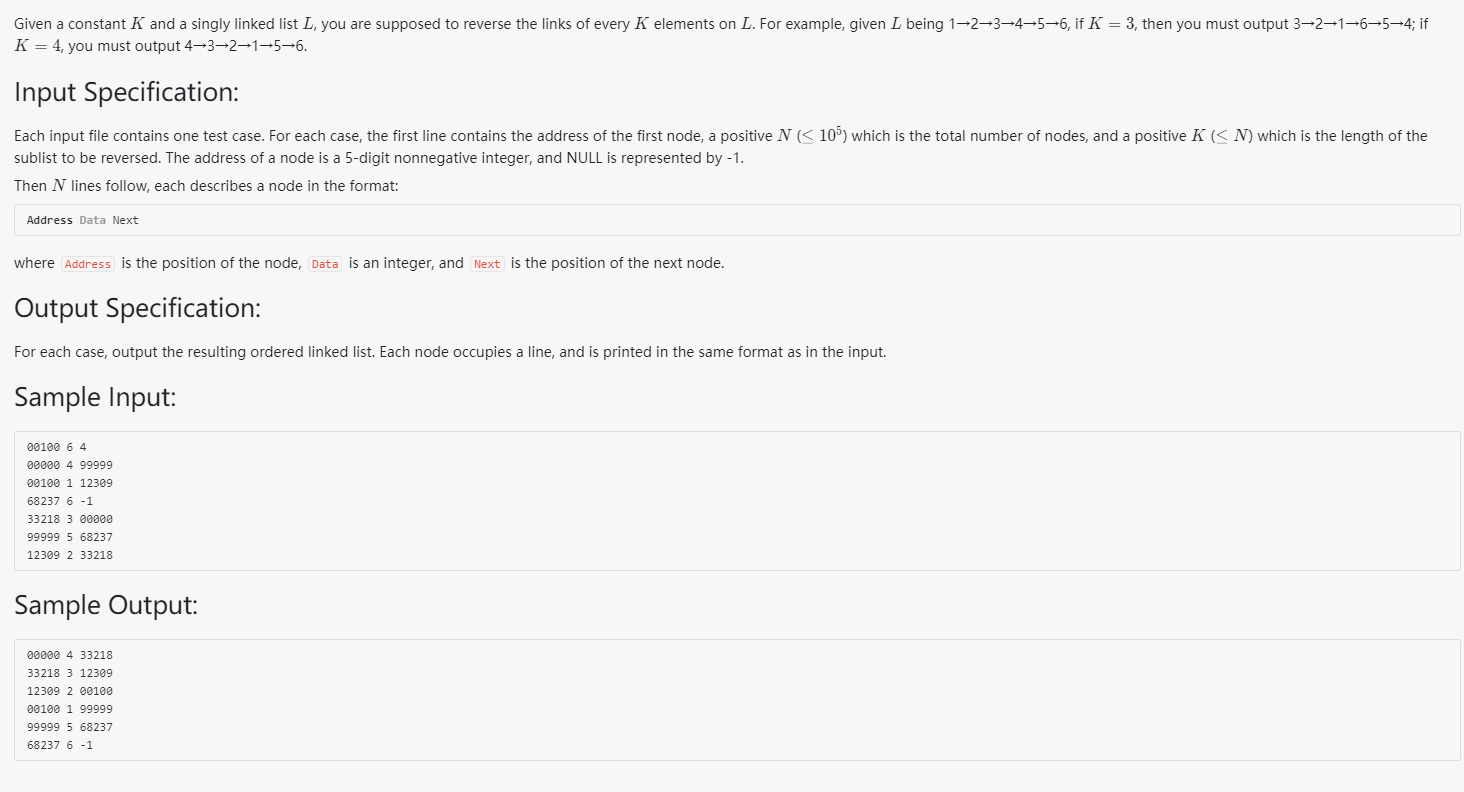 Given a constant K and a singly linked list L, you are supposed to reverse the links of every K elements on L. For example, given L being 1→2→3→4→5→6, if K = 3, then you must output 3→2→1→6→5→4; if
K = 4, you must output 4→3→2→1→5→6.
Input Specification:
Each input file contains one test case. For each case, the first line contains the address of the first node, a positive N (≤ 10⁵) which is the total number of nodes, and a positive K (≤ N) which is the length of the
sublist to be reversed. The address of a node is a 5-digit nonnegative integer, and NULL is represented by -1.
Then N lines follow, each describes a node in the format:
Address Data Next
where Address is the position of the node, Data is an integer, and Next is the position of the next node.
Output Specification:
For each case, output the resulting ordered linked list. Each node occupies a line, and is printed in the same format as in the input.
Sample Input:
00100 6 4
00000 4 99999
00100 1 12309
68237 6 -1
33218 3 00000
99999 5 68237
12309 2 33218
Sample Output:
00000 4 33218
33218 3 12309
12309 2 00100
00100 1 99999
99999 5 68237
68237 6 -1